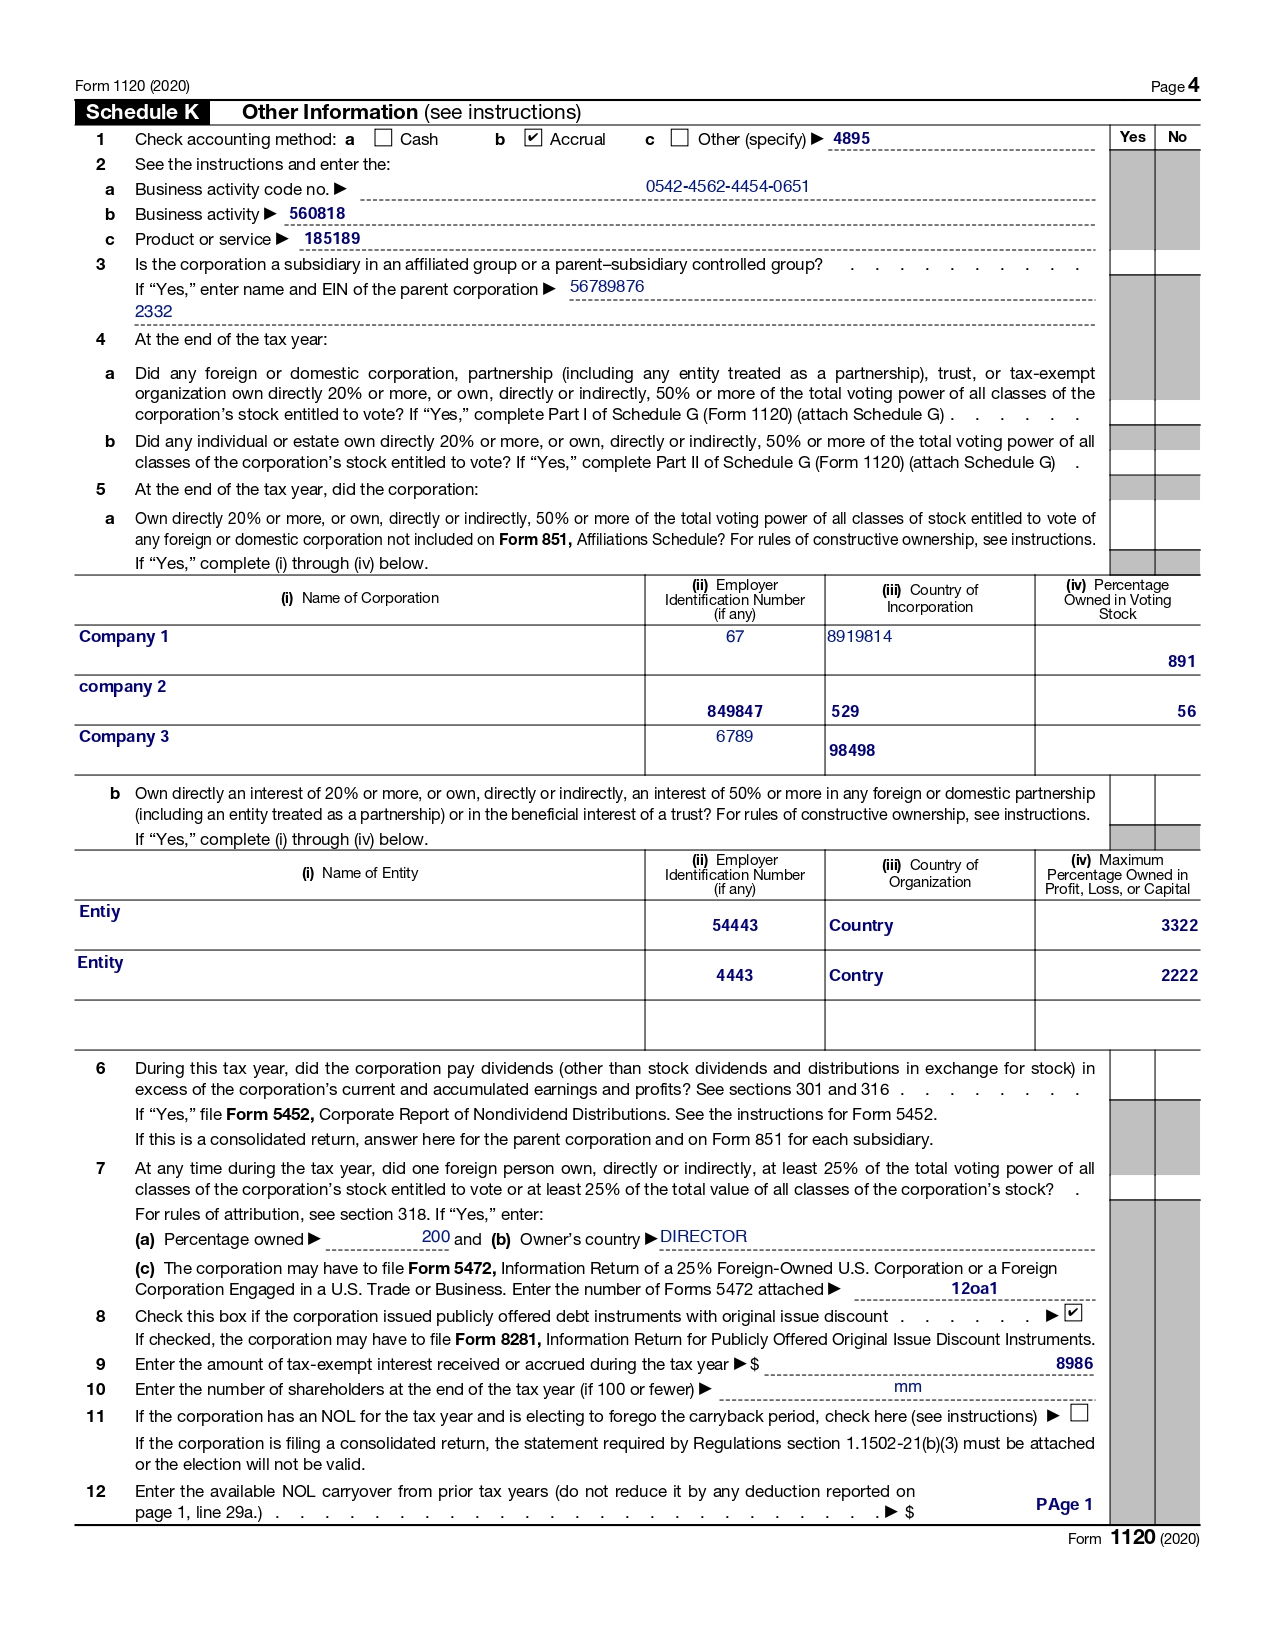 Form 1120 (2020) Page 4
Schedule K Other Information (see instructions)
1 Check accounting method: a Cash b ✔ Accrual c Other (specify) ▶ 4895 Yes No
2 See the instructions and enter the:
a Business activity code no. ▶ 0542-4562-4454-0651
b Business activity ▶ 560818
c Product or service ▶ 185189
3 Is the corporation a subsidiary in an affiliated group or a parent–subsidiary controlled group? . . . . . . . . . .
If “Yes,” enter name and EIN of the parent corporation ▶ 56789876
2332
4 At the end of the tax year:
a Did any foreign or domestic corporation, partnership (including any entity treated as a partnership), trust, or tax-exempt
organization own directly 20% or more, or own, directly or indirectly, 50% or more of the total voting power of all classes of the
corporation’s stock entitled to vote? If “Yes,” complete Part I of Schedule G (Form 1120) (attach Schedule G) . . . . . .
b Did any individual or estate own directly 20% or more, or own, directly or indirectly, 50% or more of the total voting power of all
classes of the corporation’s stock entitled to vote? If “Yes,” complete Part II of Schedule G (Form 1120) (attach Schedule G) .
5 At the end of the tax year, did the corporation:
a Own directly 20% or more, or own, directly or indirectly, 50% or more of the total voting power of all classes of stock entitled to vote of
any foreign or domestic corporation not included on Form 851, Affiliations Schedule? For rules of constructive ownership, see instructions.
If “Yes,” complete (i) through (iv) below.
(i) Name of Corporation
(ii) Employer
Identification Number
(if any)
(iii) Country of
Incorporation
(iv) Percentage
Owned in Voting
Stock
Company 1 67 8919814
891
company 2
849847 529 56
Company 3 6789
98498
b Own directly an interest of 20% or more, or own, directly or indirectly, an interest of 50% or more in any foreign or domestic partnership
(including an entity treated as a partnership) or in the beneficial interest of a trust? For rules of constructive ownership, see instructions.
If “Yes,” complete (i) through (iv) below.
(i) Name of Entity
(ii) Employer
Identification Number
(if any)
(iii) Country of
Organization
(iv) Maximum
Percentage Owned in
Profit, Loss, or Capital
Entiy
54443 Country 3322
Entity
4443 Contry 2222
6 During this tax year, did the corporation pay dividends (other than stock dividends and distributions in exchange for stock) in
excess of the corporation’s current and accumulated earnings and profits? See sections 301 and 316 . . . . . . . .
If “Yes,” file Form 5452, Corporate Report of Nondividend Distributions. See the instructions for Form 5452.
If this is a consolidated return, answer here for the parent corporation and on Form 851 for each subsidiary.
7 At any time during the tax year, did one foreign person own, directly or indirectly, at least 25% of the total voting power of all
classes of the corporation’s stock entitled to vote or at least 25% of the total value of all classes of the corporation’s stock? .
For rules of attribution, see section 318. If “Yes,” enter:
(a) Percentage owned ▶ 200 and (b) Owner’s country ▶ DIRECTOR
(c) The corporation may have to file Form 5472, Information Return of a 25% Foreign-Owned U.S. Corporation or a Foreign
Corporation Engaged in a U.S. Trade or Business. Enter the number of Forms 5472 attached ▶ 12oa1
8 Check this box if the corporation issued publicly offered debt instruments with original issue discount . . . . . . ▶ ✔
If checked, the corporation may have to file Form 8281, Information Return for Publicly Offered Original Issue Discount Instruments.
9 Enter the amount of tax-exempt interest received or accrued during the tax year ▶ $ 8986
10 Enter the number of shareholders at the end of the tax year (if 100 or fewer) ▶ mm
11 If the corporation has an NOL for the tax year and is electing to forego the carryback period, check here (see instructions) ▶
If the corporation is filing a consolidated return, the statement required by Regulations section 1.1502-21(b)(3) must be attached
or the election will not be valid.
12 Enter the available NOL carryover from prior tax years (do not reduce it by any deduction reported on
page 1, line 29a.) . . . . . . . . . . . . . . . . . . . . . . . . . ▶ $ PAge 1
Form 1120 (2020)